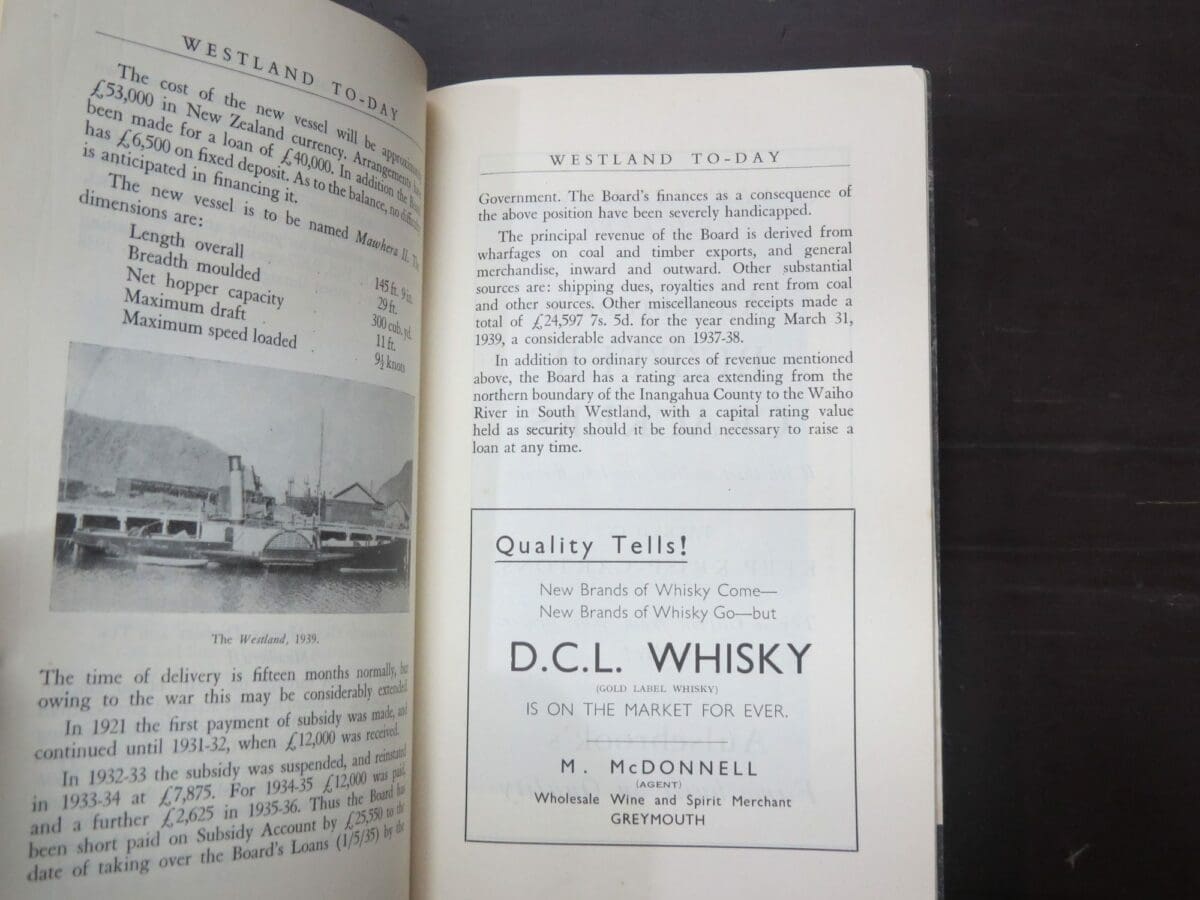 WESTLAND TO-DAY
The cost of the new vessel will be approximately
£53,000 in New Zealand currency. Arrangements have
been made for a loan of £40,000. In addition the Board
has £6,500 on fixed deposit. As to the balance, no difficulty
is anticipated in financing it.
The new vessel is to be named Mawhera II. The
dimensions are:
Length overall . 145 ft. 9 in.
Breadth moulded . 29 ft.
Net hopper capacity . 300 cub. yd.
Maximum draft . 11 ft.
Maximum speed loaded . 9½ knots
The Westland, 1939.
The time of delivery is fifteen months normally, but
owing to the war this may be considerably extended.
In 1921 the first payment of subsidy was made, and
continued until 1931-32, when £12,000 was received.
In 1932-33 the subsidy was suspended, and reinstated
in 1933-34 at £7,875. For 1934-35 £12,000 was paid,
and a further £2,625 in 1935-36. Thus the Board has
been short paid on Subsidy Account by £25,550 to the
date of taking over the Board's Loans (1/5/35) by the
WESTLAND TO-DAY
Government. The Board's finances as a consequence of
the above position have been severely handicapped.
The principal revenue of the Board is derived from
wharfages on coal and timber exports, and general
merchandise, inward and outward. Other substantial
sources are: shipping dues, royalties and rent from coal
and other sources. Other miscellaneous receipts made a
total of £24,597 7s. 5d. for the year ending March 31,
1939, a considerable advance on 1937-38.
In addition to ordinary sources of revenue mentioned
above, the Board has a rating area extending from the
northern boundary of the Inangahua County to the Waiho
River in South Westland, with a capital rating value
held as security should it be found necessary to raise a
loan at any time.
Quality Tells!
New Brands of Whisky Come—
New Brands of Whisky Go—but
D.C.L. WHISKY
(GOLD LABEL WHISKY)
IS ON THE MARKET FOR EVER.
M. McDONNELL
(AGENT)
Wholesale Wine and Spirit Merchant
GREYMOUTH